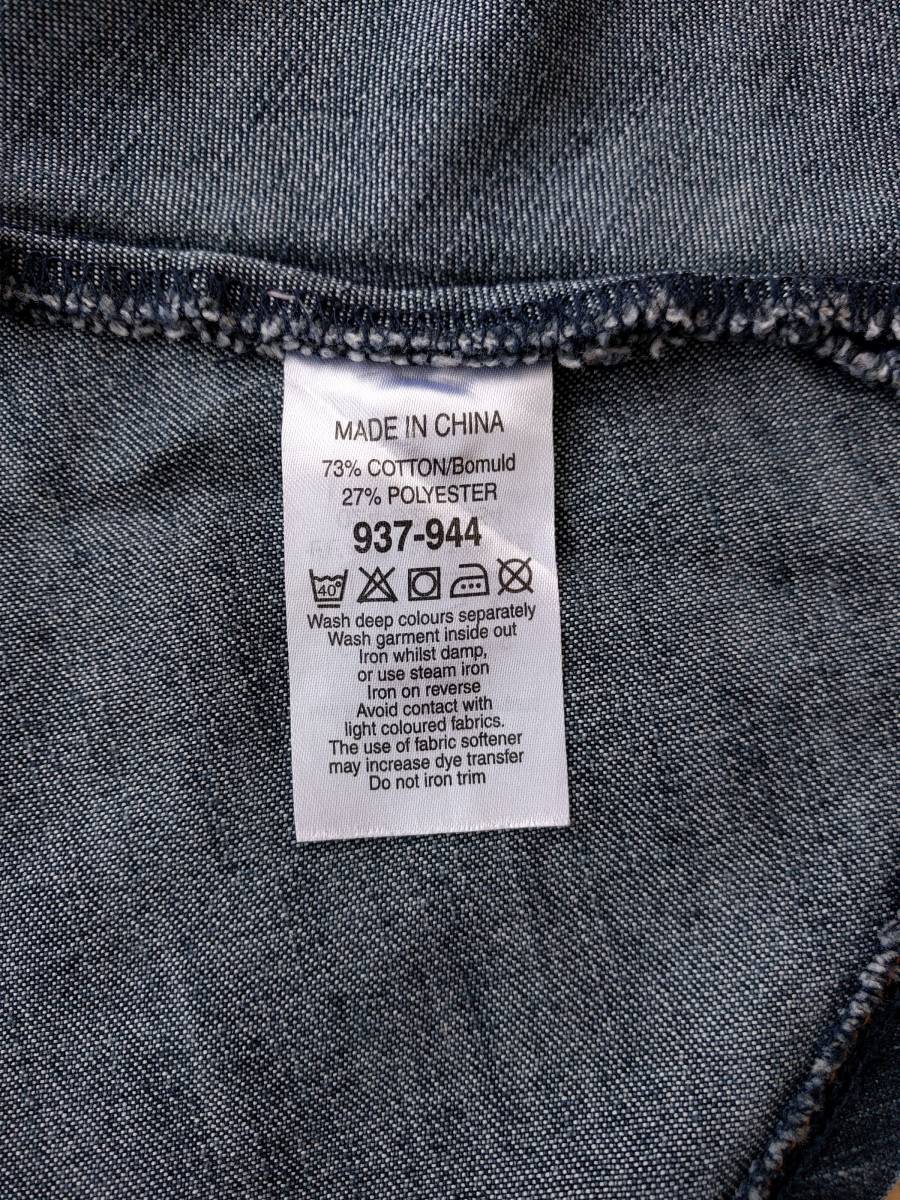 MADE IN CHINA
73% COTTON/Bomuld
27% POLYESTER
937-944
40°
Wash deep colours separately
Wash garment inside out
Iron whilst damp,
or use steam iron
Iron on reverse
Avoid contact with
light coloured fabrics.
The use of fabric softener
may increase dye transfer
Do not iron trim